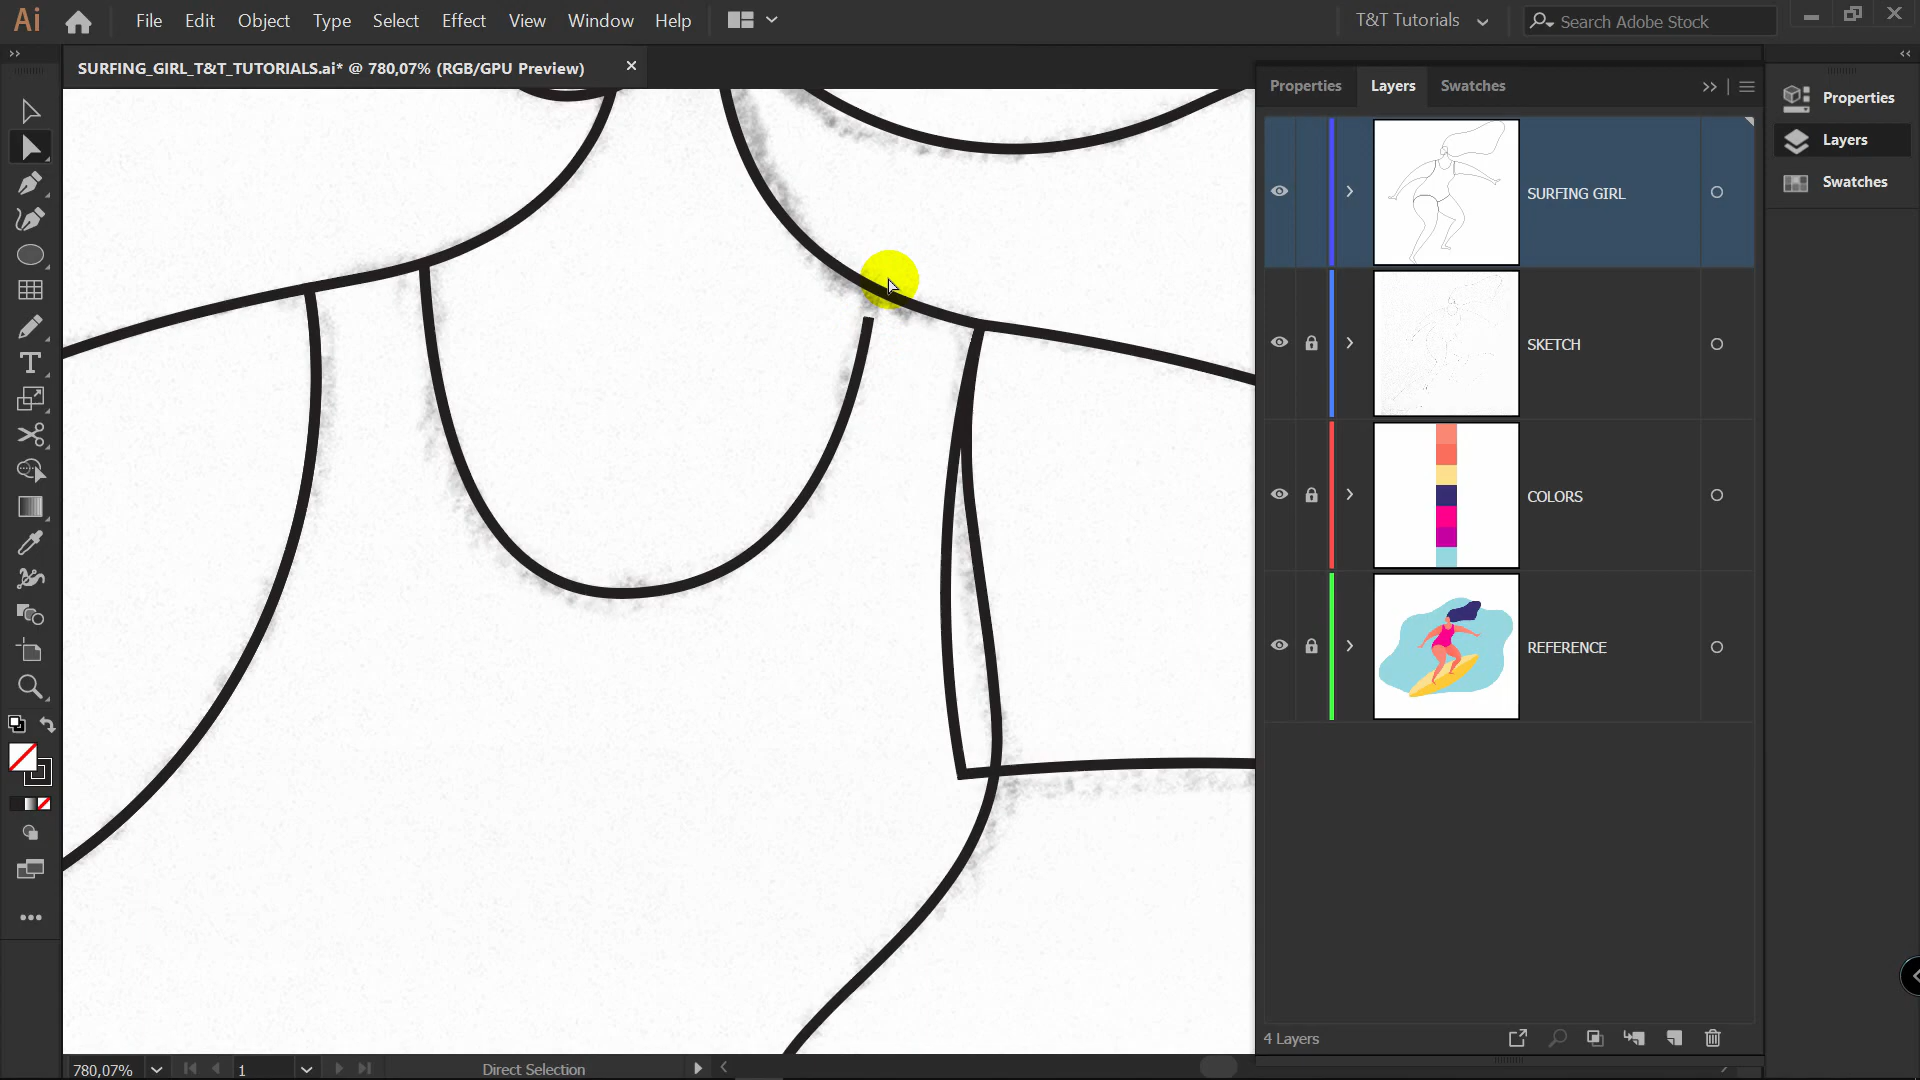 Ai File Edit Object Type Select Effect View Window Help T&T Tutorials Search Adobe Stock
SURFING_GIRL_T&T_TUTORIALS.ai* @ 780,07% (RGB/GPU Preview)
Properties Layers Swatches
Properties
Layers
Swatches
SURFING GIRL
SKETCH
COLORS
REFERENCE
4 Layers
780,07% 1 Direct Selection